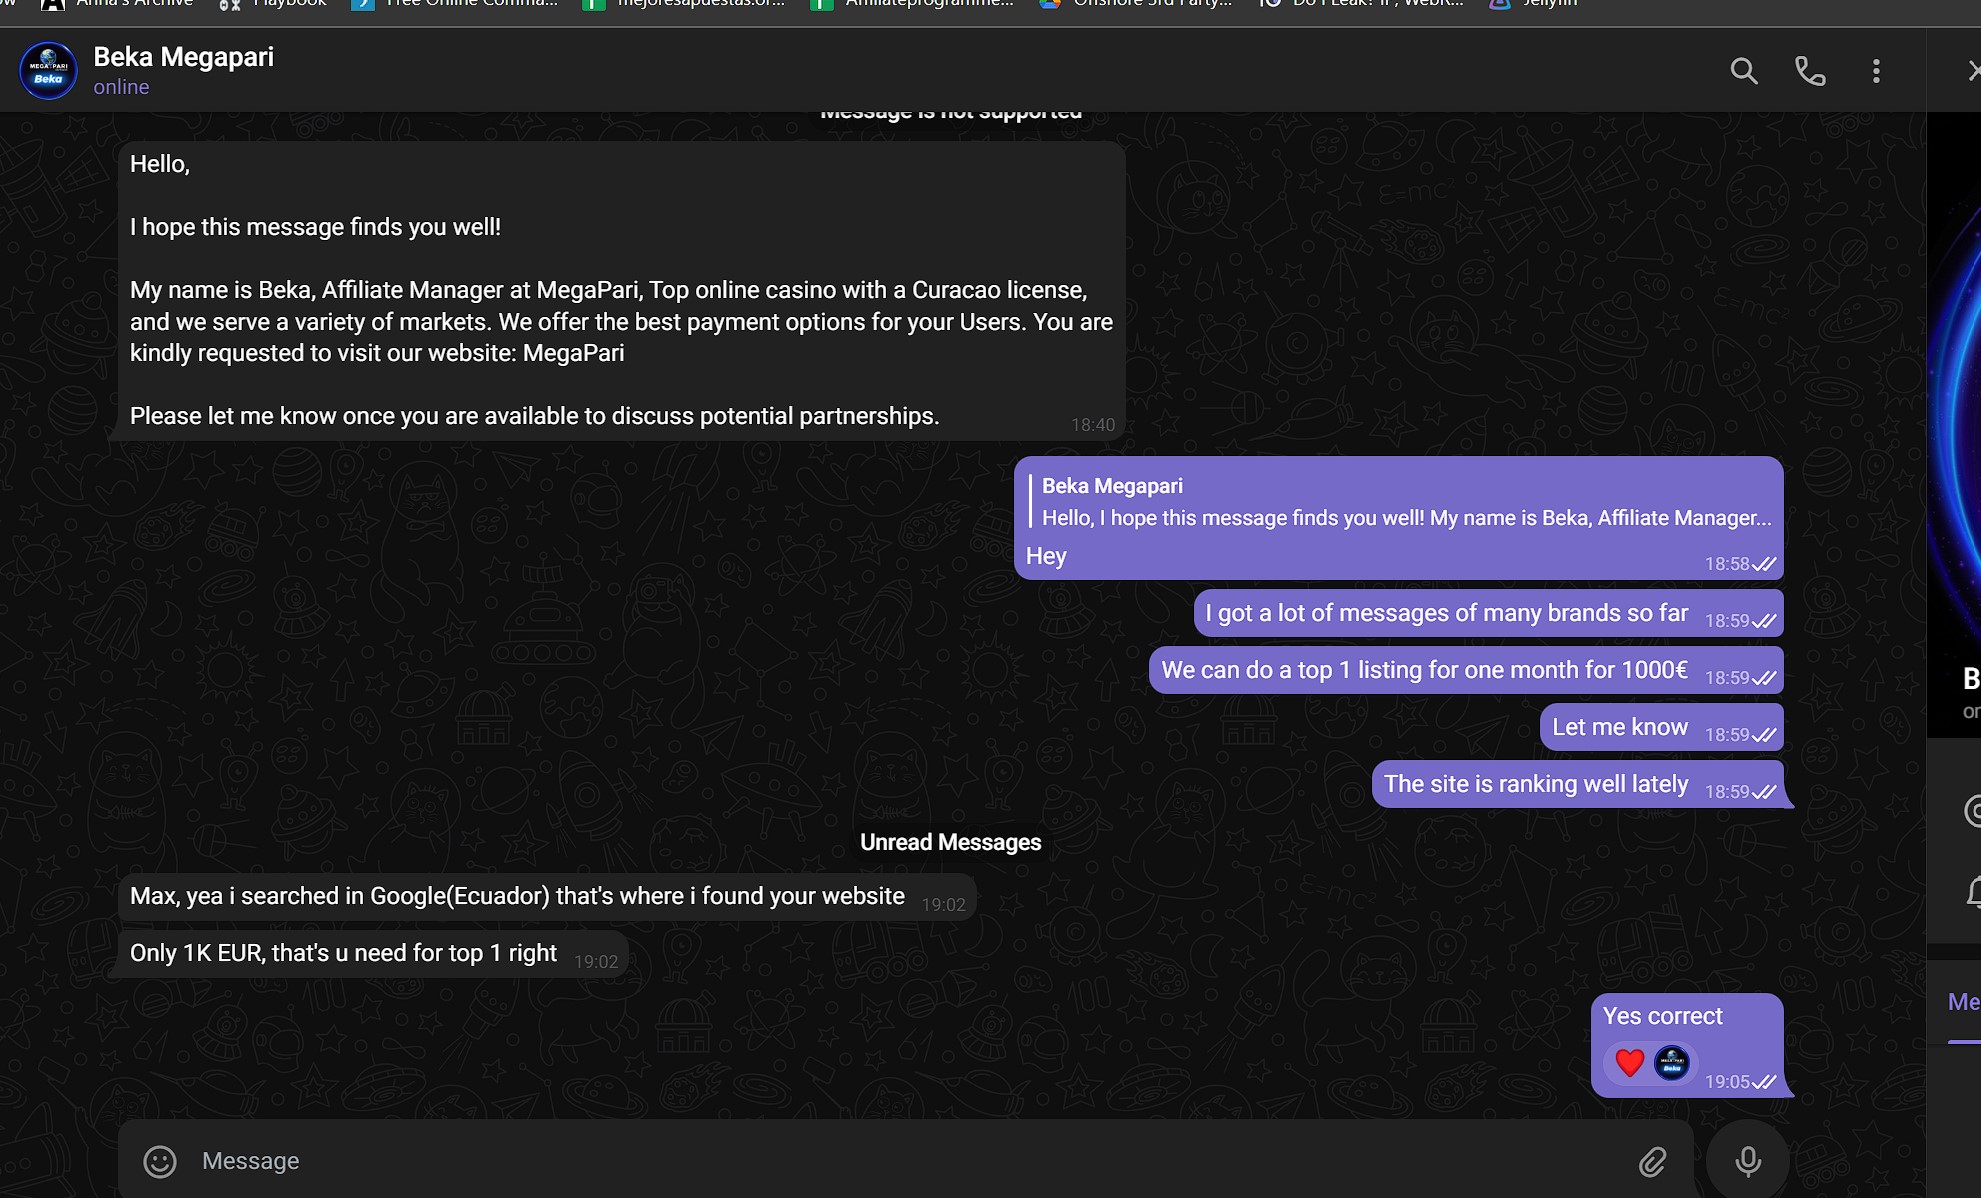 Anna's Archive
Playbook
Free Online Comma...
mejoresapuestas.or...
Affiliateprogramme...
Offshore 3rd Party...
Do I Leak? IP, WebR...
Jellyfin
Beka Megapari
online
MEGAPARI
Beka
Message is not supported
Hello,
I hope this message finds you well!
My name is Beka, Affiliate Manager at MegaPari, Top online casino with a Curacao license,
and we serve a variety of markets. We offer the best payment options for your Users. You are
kindly requested to visit our website: MegaPari
Please let me know once you are available to discuss potential partnerships.
18:40
Beka Megapari
Hello, I hope this message finds you well! My name is Beka, Affiliate Manager...
Hey
18:58
I got a lot of messages of many brands so far 18:59
We can do a top 1 listing for one month for 1000€ 18:59
Let me know 18:59
The site is ranking well lately 18:59
Unread Messages
Max, yea i searched in Google(Ecuador) that's where i found your website 19:02
Only 1K EUR, that's u need for top 1 right 19:02
Yes correct
Beka
19:05
Message
B
on
Me